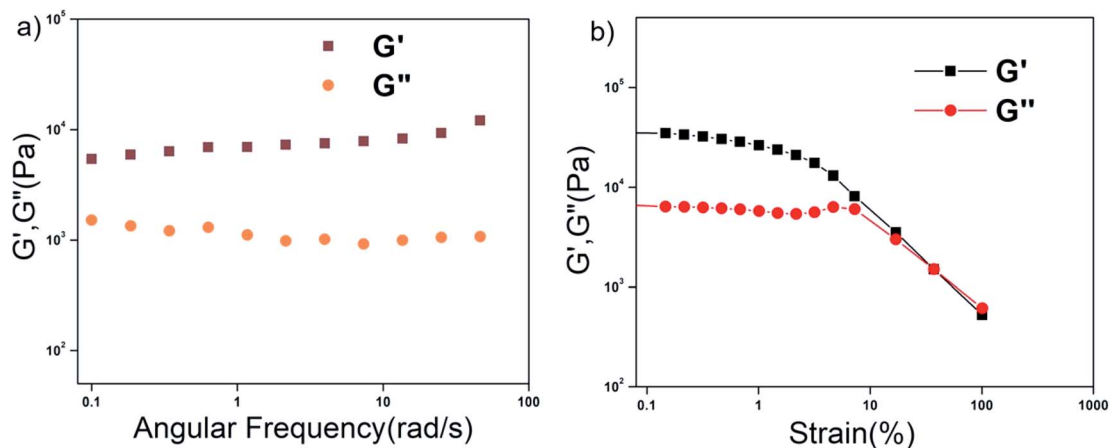 a)
G'
G"
10⁵
10⁴
10³
10²
G',G"(Pa)
0.1 1 10 100
Angular Frequency(rad/s)
b)
G'
G''
10⁵
10⁴
10³
10²
G',G''(Pa)
0.1 1 10 100 1000
Strain(%)